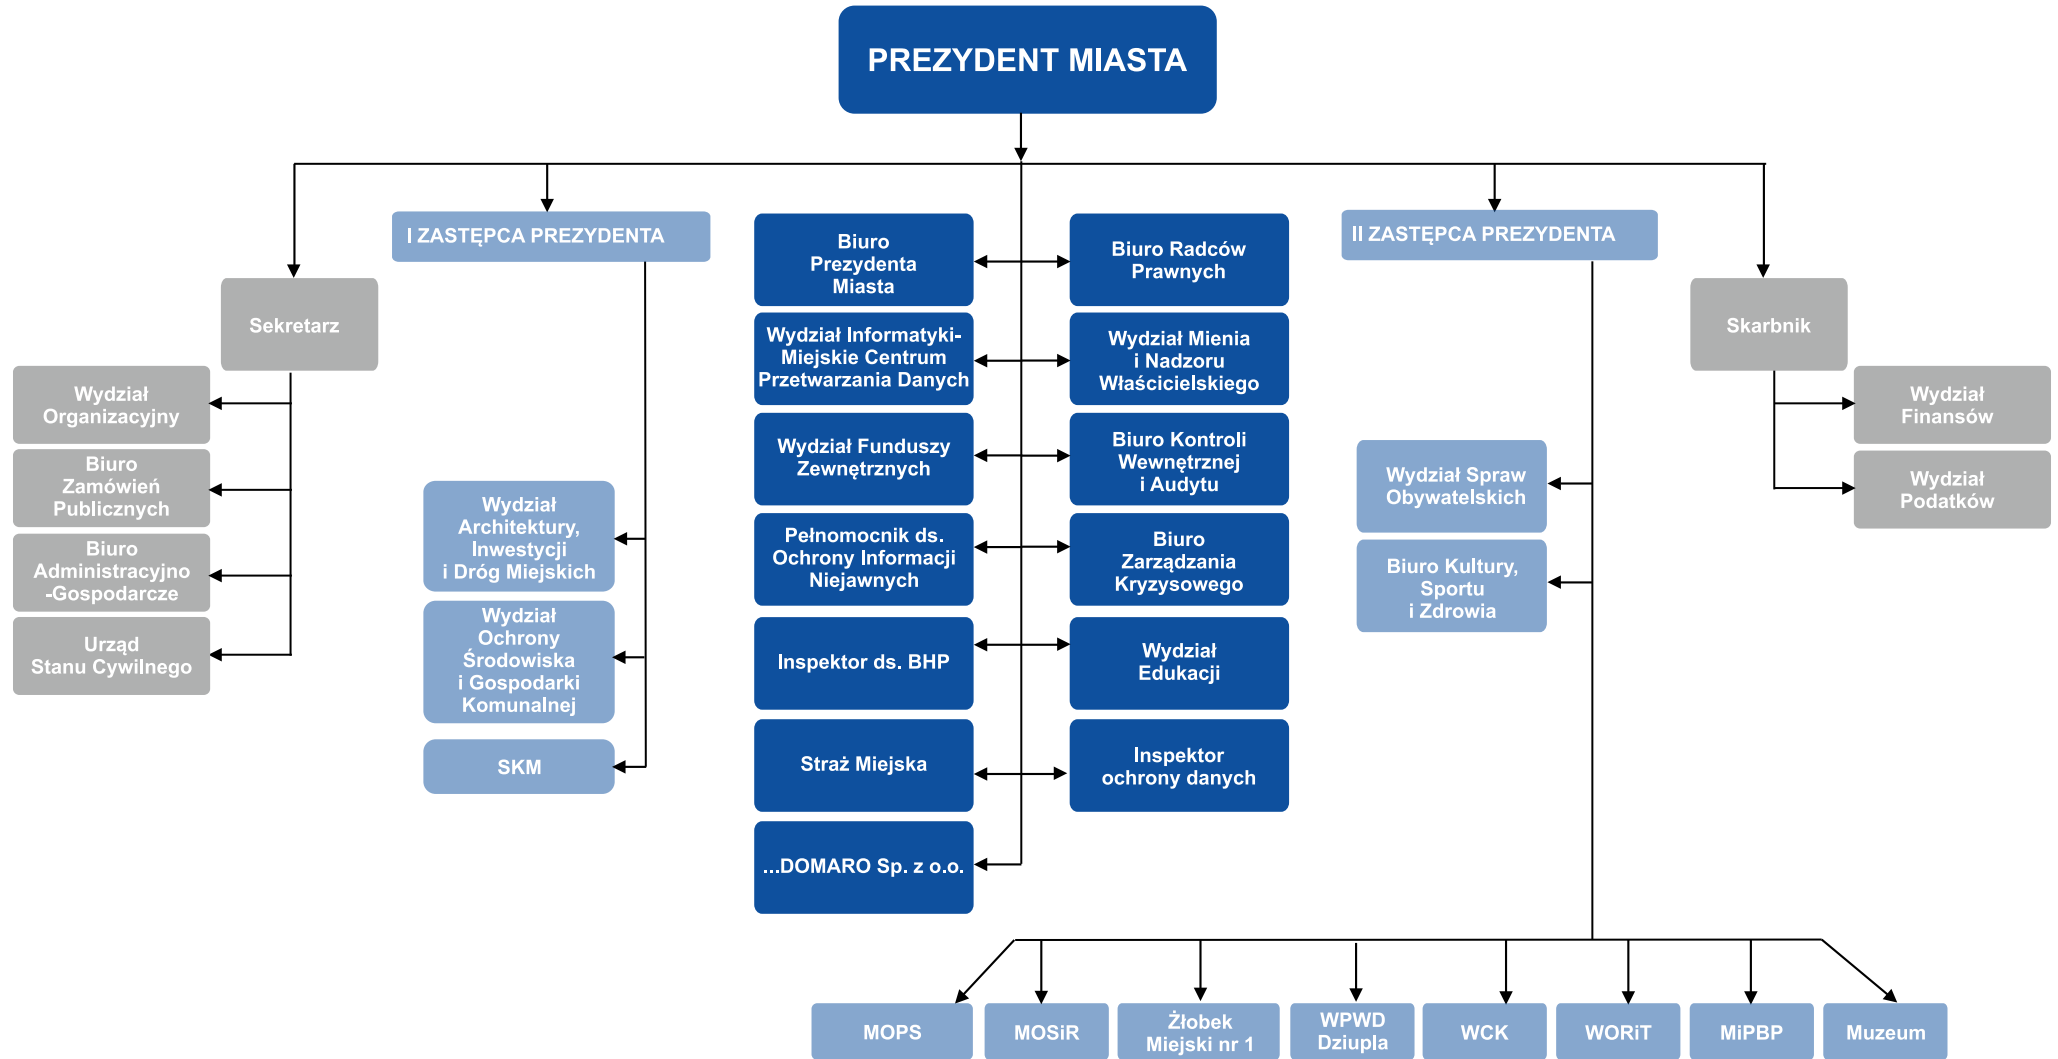 PREZYDENT MIASTA
I ZASTĘPCA PREZYDENTA
II ZASTĘPCA PREZYDENTA
Sekretarz
Wydział
Organizacyjny
Biuro
Zamówień
Publicznych
Biuro
Administracyjno
-Gospodarcze
Urząd
Stanu Cywilnego
Wydział
Architektury,
Inwestycji
i Dróg Miejskich
Wydział
Ochrony
Środowiska
i Gospodarki
Komunalnej
SKM
Biuro
Prezydenta
Miasta
Biuro Radców
Prawnych
Wydział Informatyki-
Miejskie Centrum
Przetwarzania Danych
Wydział Mienia
i Nadzoru
Właścicielskiego
Wydział Funduszy
Zewnętrznych
Biuro Kontroli
Wewnętrznej
i Audytu
Pełnomocnik ds.
Ochrony Informacji
Niejawnych
Biuro
Zarządzania
Kryzysowego
Inspektor ds. BHP
Wydział
Edukacji
Straż Miejska
Inspektor
ochrony danych
...DOMARO Sp. z o.o.
Wydział Spraw
Obywatelskich
Biuro Kultury,
Sportu
i Zdrowia
Skarbnik
Wydział
Finansów
Wydział
Podatków
MOPS
MOSiR
Żłobek
Miejski nr 1
WPWD
Dziupla
WCK
WORiT
MiPBP
Muzeum